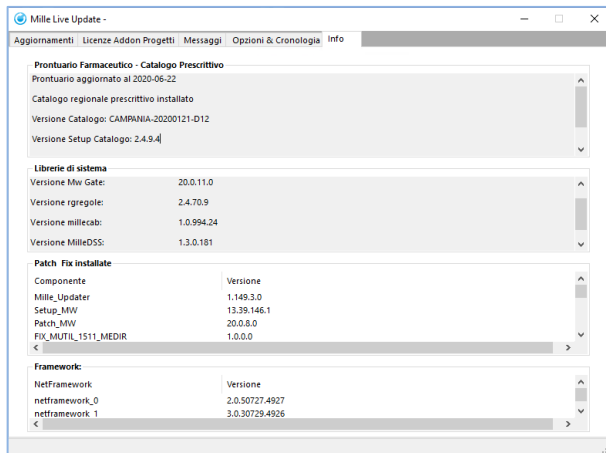 Mille Live Update -
Aggiornamenti Licenze Addon Progetti Messaggi Opzioni & Cronologia Info
Prontuario Farmaceutico - Catalogo Prescrittivo
Prontuario aggiornato al 2020-06-22
Catalogo regionale prescrittivo installato
Versione Catalogo: CAMPANIA-20200121-D12
Versione Setup Catalogo: 2.4.9.4
Librerie di sistema
Versione Mw Gate: 20.0.11.0
Versione rgregole: 2.4.70.9
Versione millecab: 1.0.994.24
Versione MilleDSS: 1.3.0.181
Patch Fix installate
Componente Versione
Mille_Updater 1.149.3.0
Setup_MW 13.39.146.1
Patch_MW 20.0.8.0
FIX_MUTIL_1511_MEDIR 1.0.0.0
Framework:
NetFramework Versione
netframework_0 2.0.50727.4927
netframework_1 3.0.30729.4926